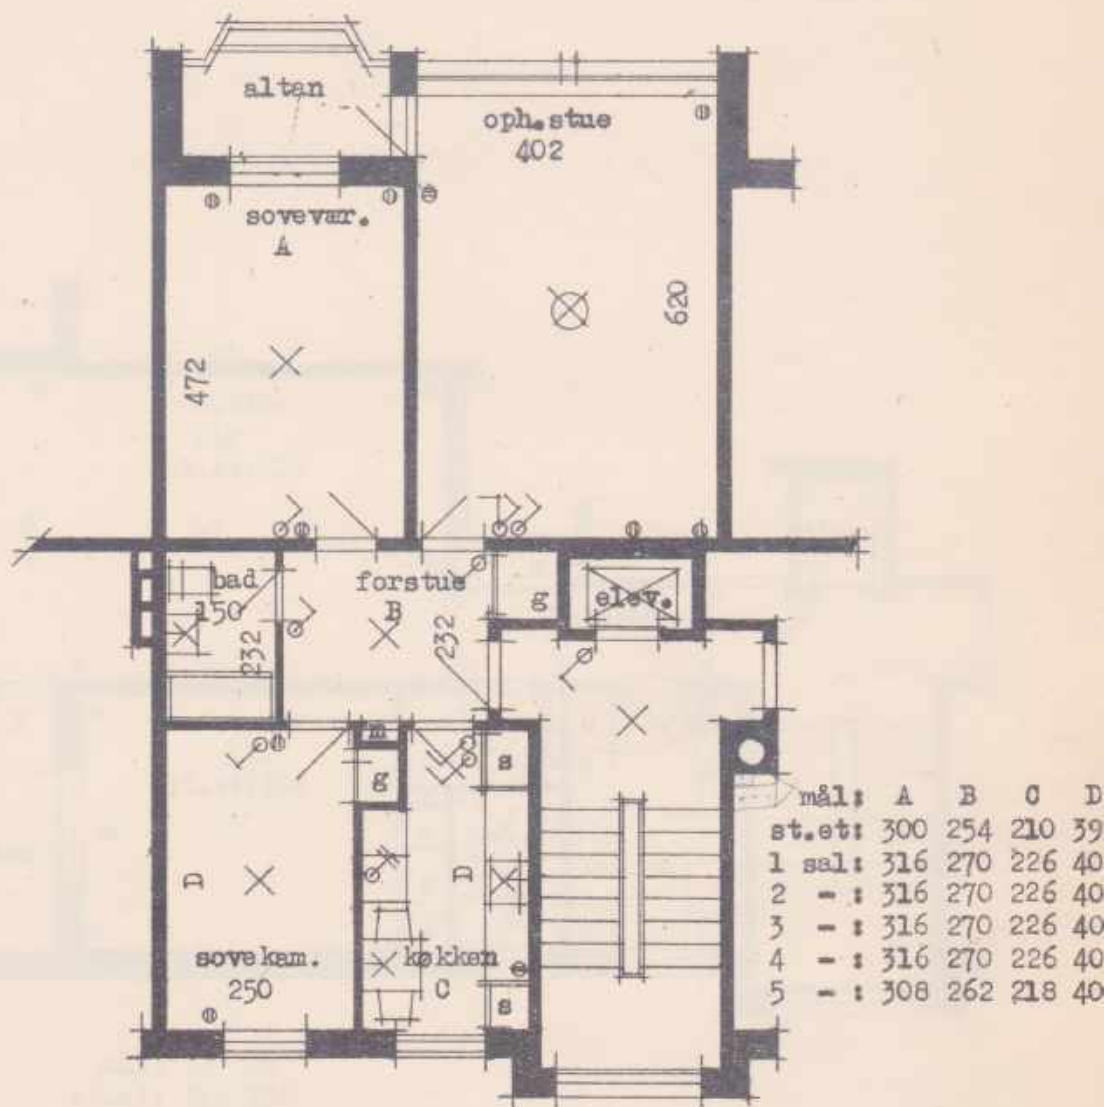 altan
oph.stue
402
sovevær.
A
620
472
bad
150
232
forstue
B
232
g
elev.
m
g
s
D
D
sovekam.
250
køkken
C
s
mål: A B C D
st.et: 300 254 210 39
1 sal: 316 270 226 40
2 - : 316 270 226 40
3 - : 316 270 226 40
4 - : 316 270 226 40
5 - : 308 262 218 40